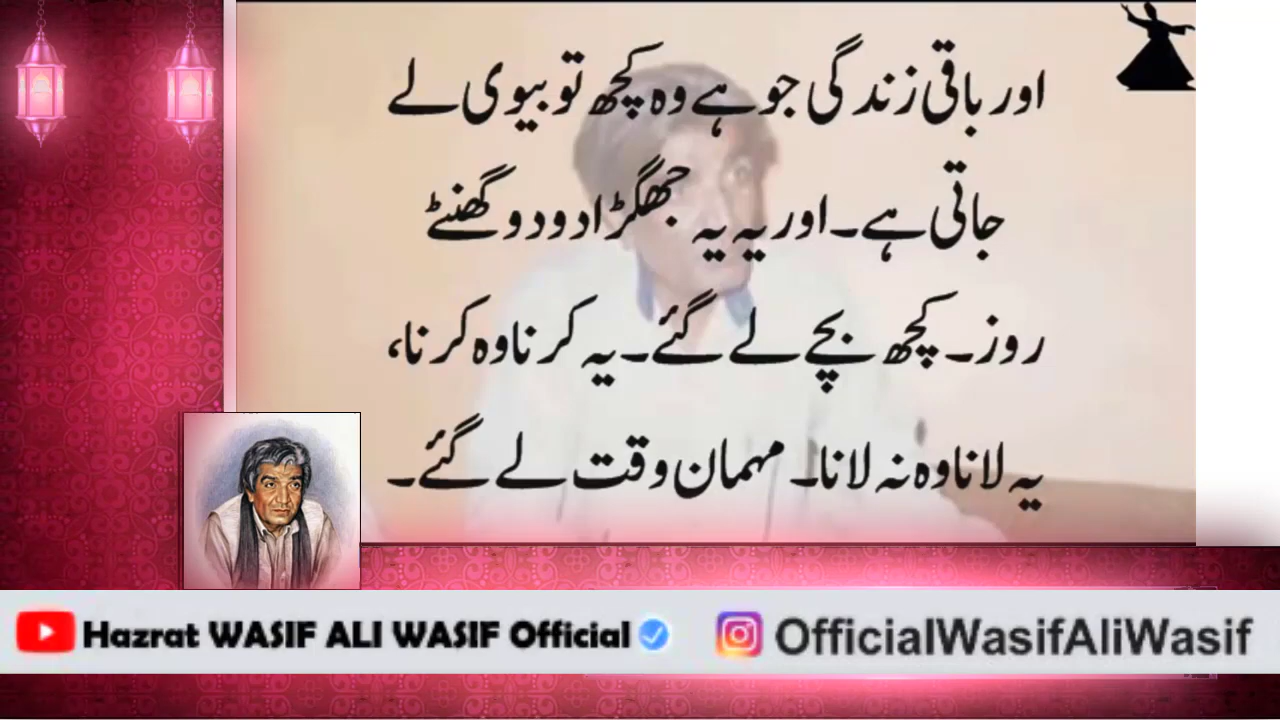 اور باقی زندگی جو ہے وہ کچھ تو بیوی لے
جاتی ہے۔ اور یہ یہ جھگڑا دو دو گھنٹے
روز۔ کچھ بچے لے گئے۔ یہ کرنا وہ کرنا،
یہ لانا وہ نہ لانا۔ مہمان وقت لے گئے۔
Hazrat WASIF ALI WASIF Official
OfficialWasifAliWasif